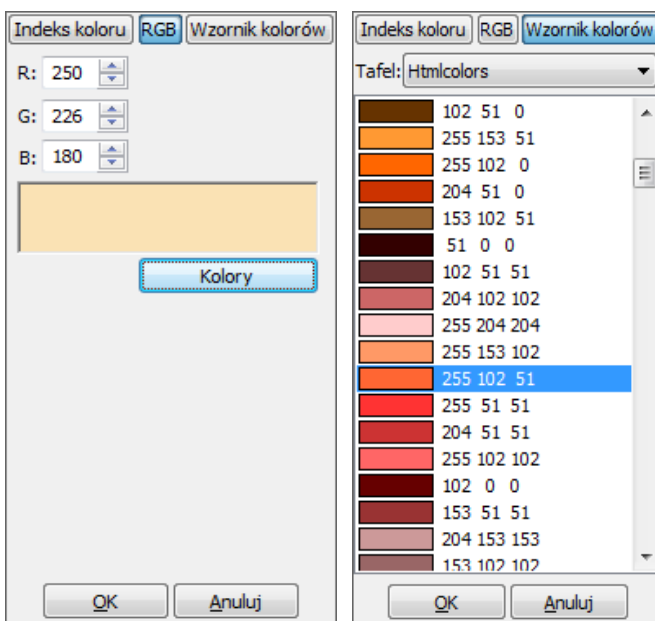 Indeks koloru RGB Wzornik kolorów
R: 250
G: 226
B: 180
Kolory
OK Anuluj
Indeks koloru RGB Wzornik kolorów
Tafel: Htmlcolors
102 51 0
255 153 51
255 102 0
204 51 0
153 102 51
51 0 0
102 51 51
204 102 102
255 204 204
255 153 102
255 102 51
255 51 51
204 51 51
255 102 102
102 0 0
153 51 51
204 153 153
153 102 102
OK Anuluj